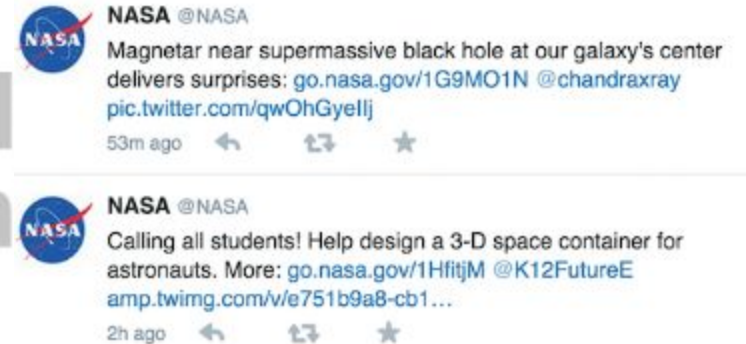 NASA @NASA
NASA
Magnetar near supermassive black hole at our galaxy's center
delivers surprises: go.nasa.gov/1G9MO1N @chandraxray
pic.twitter.com/qwOhGyeIlj
53m ago
NASA @NASA
NASA
Calling all students! Help design a 3-D space container for
astronauts. More: go.nasa.gov/1HfitjM @K12FutureE
amp.twimg.com/v/e751b9a8-cb1...
2h ago